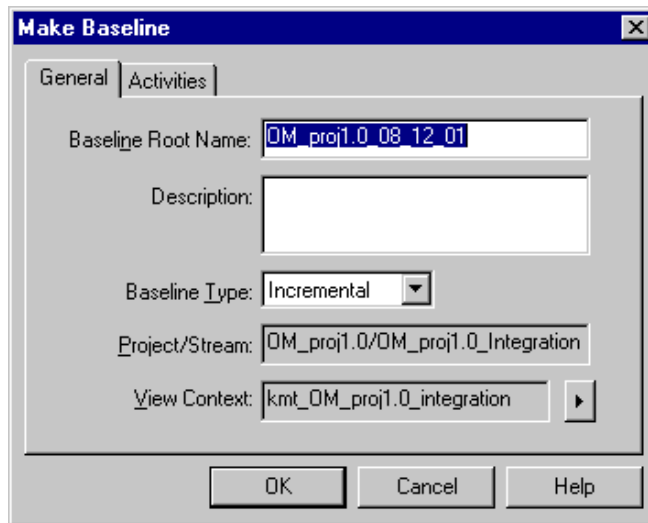 Make Baseline
General Activities
Baseline Root Name: OM_proj1.0_08_12_01
Description:
Baseline Type: Incremental
Project/Stream: OM_proj1.0/OM_proj1.0_Integration
View Context: kmt_OM_proj1.0_integration
OK Cancel Help